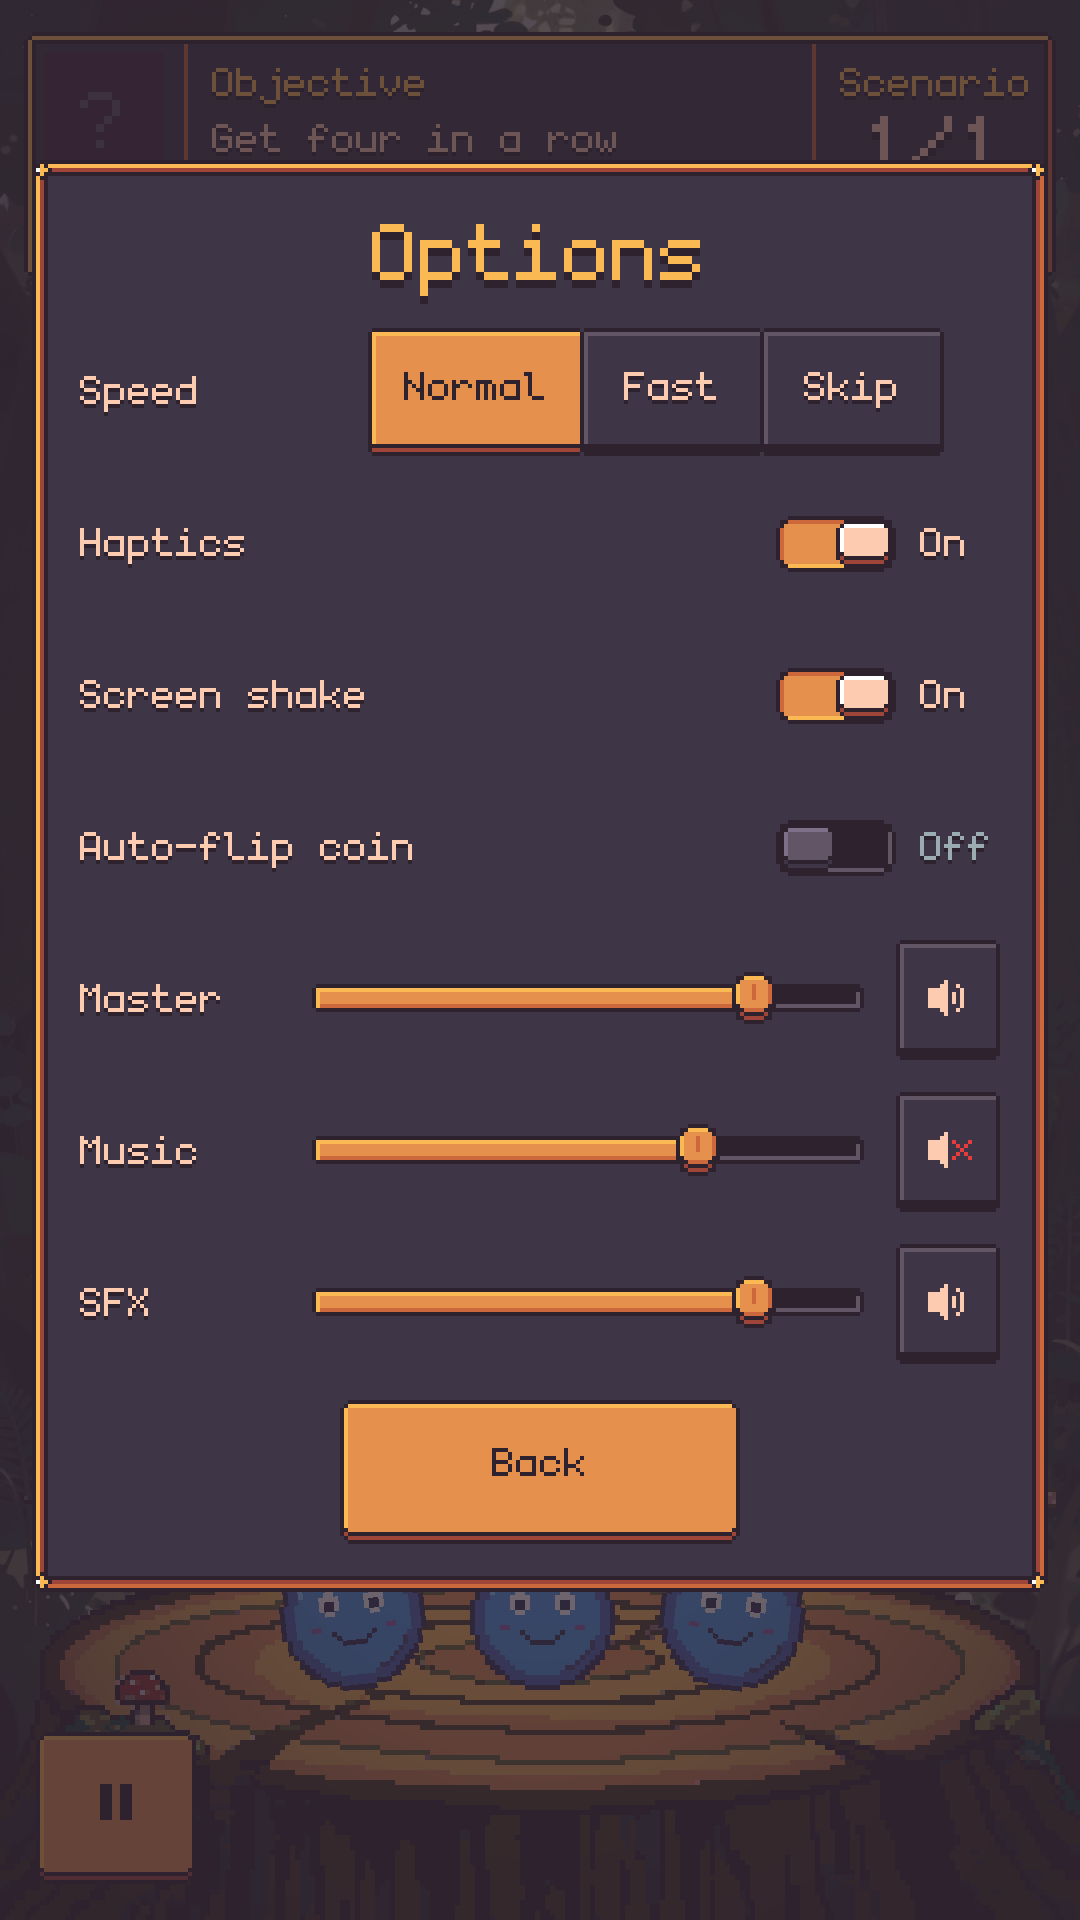 ?
Objective
Get four in a row
Scenario
1/1
Options
Speed
Normal
Fast
Skip
Haptics
On
Screen shake
On
Auto-flip coin
Off
Master
Music
SFX
Back